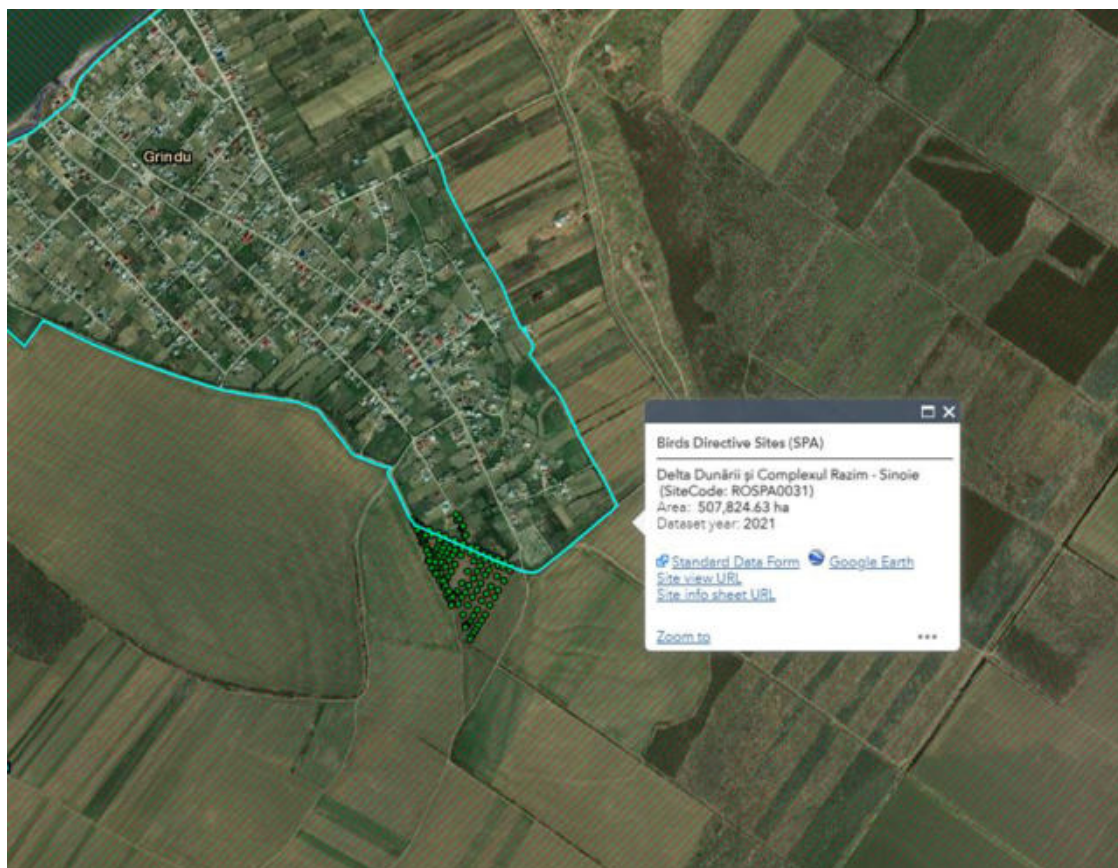 Grindu
Birds Directive Sites (SPA)
Delta Dunării și Complexul Razim - Sinoie
(SiteCode: ROSPA0031)
Area: 507,824.63 ha
Dataset year: 2021
Standard Data Form Google Earth
Site view URL
Site info sheet URL
Zoom to